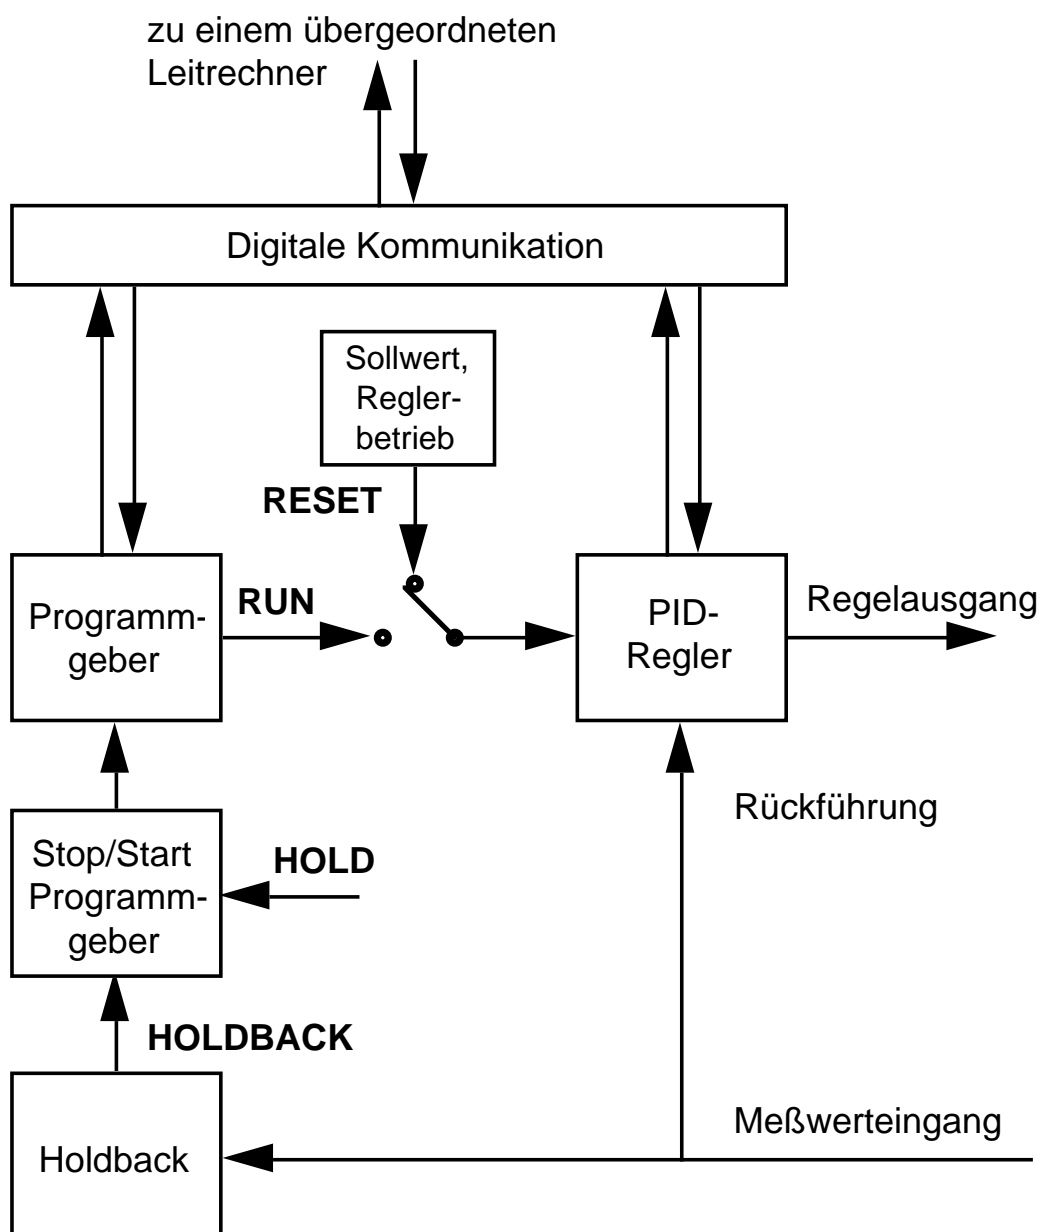 zu einem übergeordneten
Leitrechner
Digitale Kommunikation
Sollwert,
Regler-
betrieb
RESET
Programm-
geber
RUN
PID-
Regler
Regelausgang
Rückführung
Stop/Start
Programm-
geber
HOLD
HOLDBACK
Meßwerteingang
Holdback